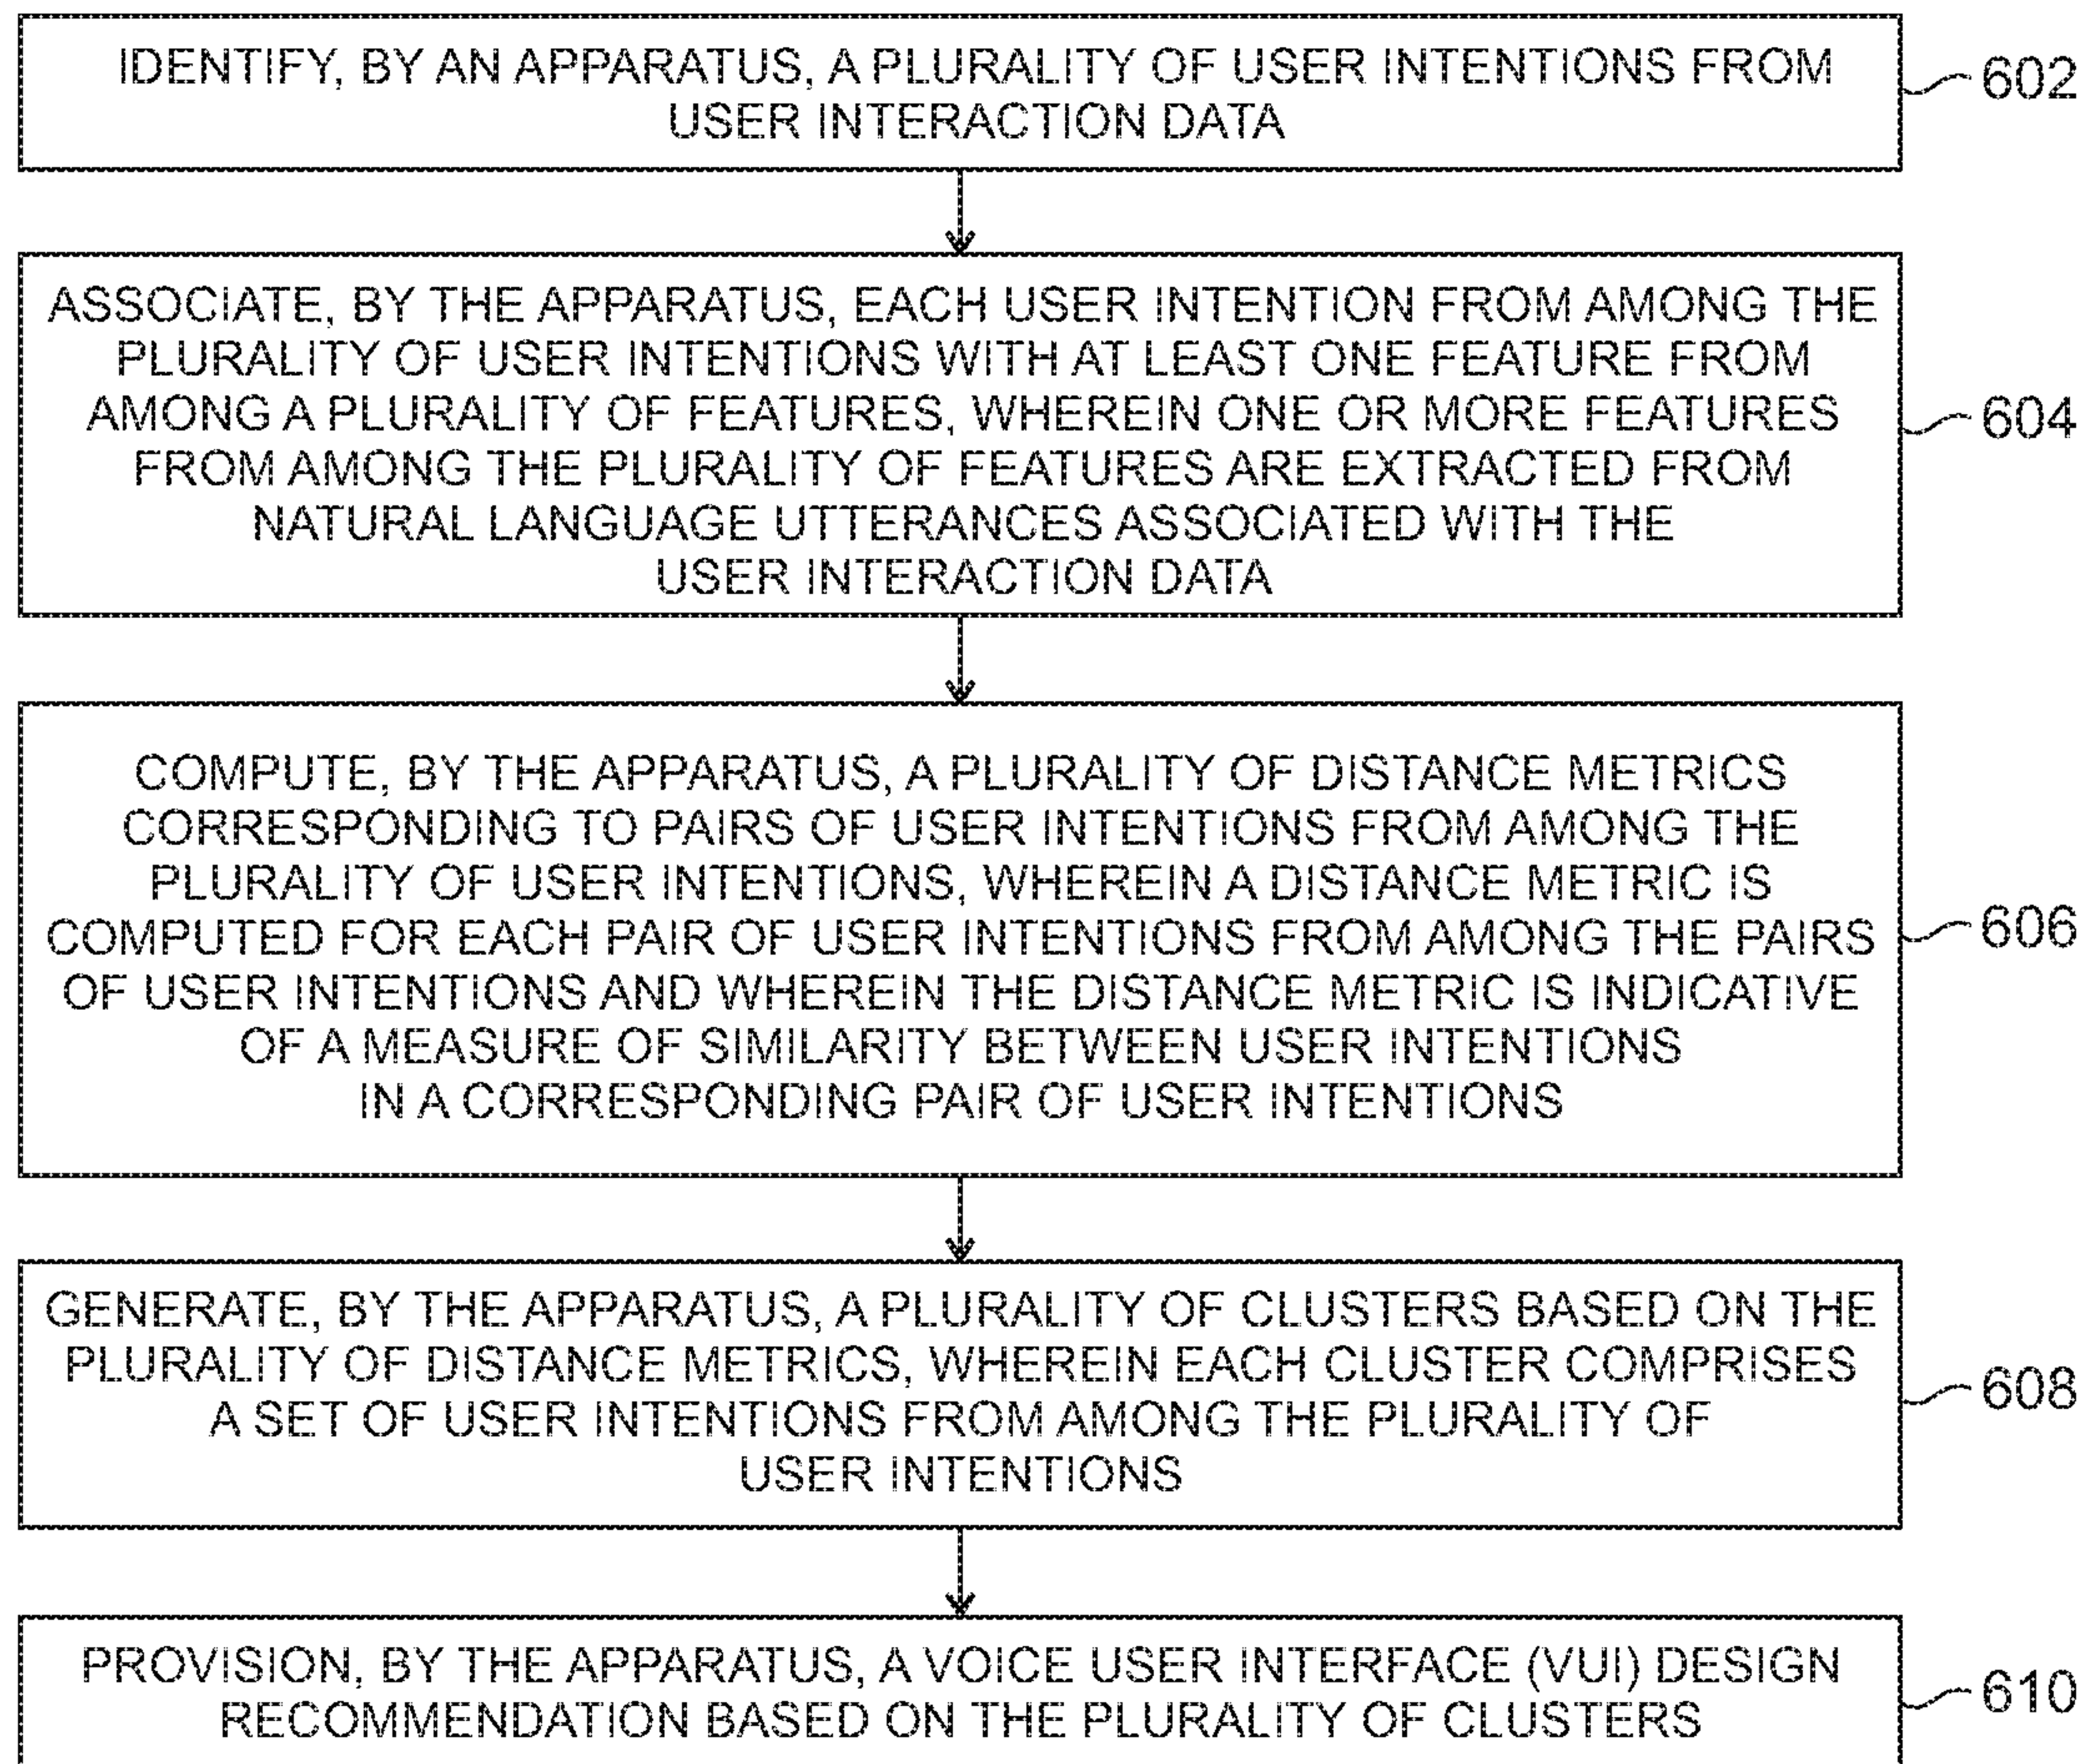 IDENTIFY, BY AN APPARATUS, A PLURALITY OF USER INTENTIONS FROM
USER INTERACTION DATA
602
ASSOCIATE, BY THE APPARATUS, EACH USER INTENTION FROM AMONG THE
PLURALITY OF USER INTENTIONS WITH AT LEAST ONE FEATURE FROM
AMONG A PLURALITY OF FEATURES, WHEREIN ONE OR MORE FEATURES
FROM AMONG THE PLURALITY OF FEATURES ARE EXTRACTED FROM
NATURAL LANGUAGE UTTERANCES ASSOCIATED WITH THE
USER INTERACTION DATA
604
COMPUTE, BY THE APPARATUS, A PLURALITY OF DISTANCE METRICS
CORRESPONDING TO PAIRS OF USER INTENTIONS FROM AMONG THE
PLURALITY OF USER INTENTIONS, WHEREIN A DISTANCE METRIC IS
COMPUTED FOR EACH PAIR OF USER INTENTIONS FROM AMONG THE PAIRS
OF USER INTENTIONS AND WHEREIN THE DISTANCE METRIC IS INDICATIVE
OF A MEASURE OF SIMILARITY BETWEEN USER INTENTIONS
IN A CORRESPONDING PAIR OF USER INTENTIONS
606
GENERATE, BY THE APPARATUS, A PLURALITY OF CLUSTERS BASED ON THE
PLURALITY OF DISTANCE METRICS, WHEREIN EACH CLUSTER COMPRISES
A SET OF USER INTENTIONS FROM AMONG THE PLURALITY OF
USER INTENTIONS
608
PROVISION, BY THE APPARATUS, A VOICE USER INTERFACE (VUI) DESIGN
RECOMMENDATION BASED ON THE PLURALITY OF CLUSTERS
610